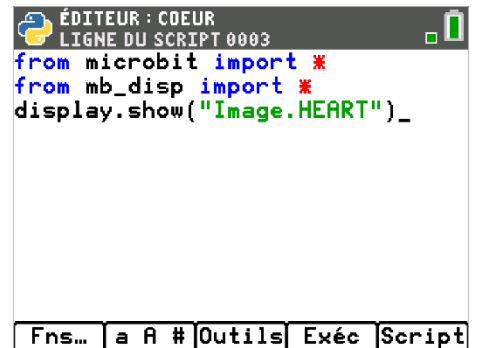 ÉDITEUR : COEUR
LIGNE DU SCRIPT 0003
from microbit import *
from mb_disp import *
display.show("Image.HEART")_
Fns… a A # Outils Exéc Script